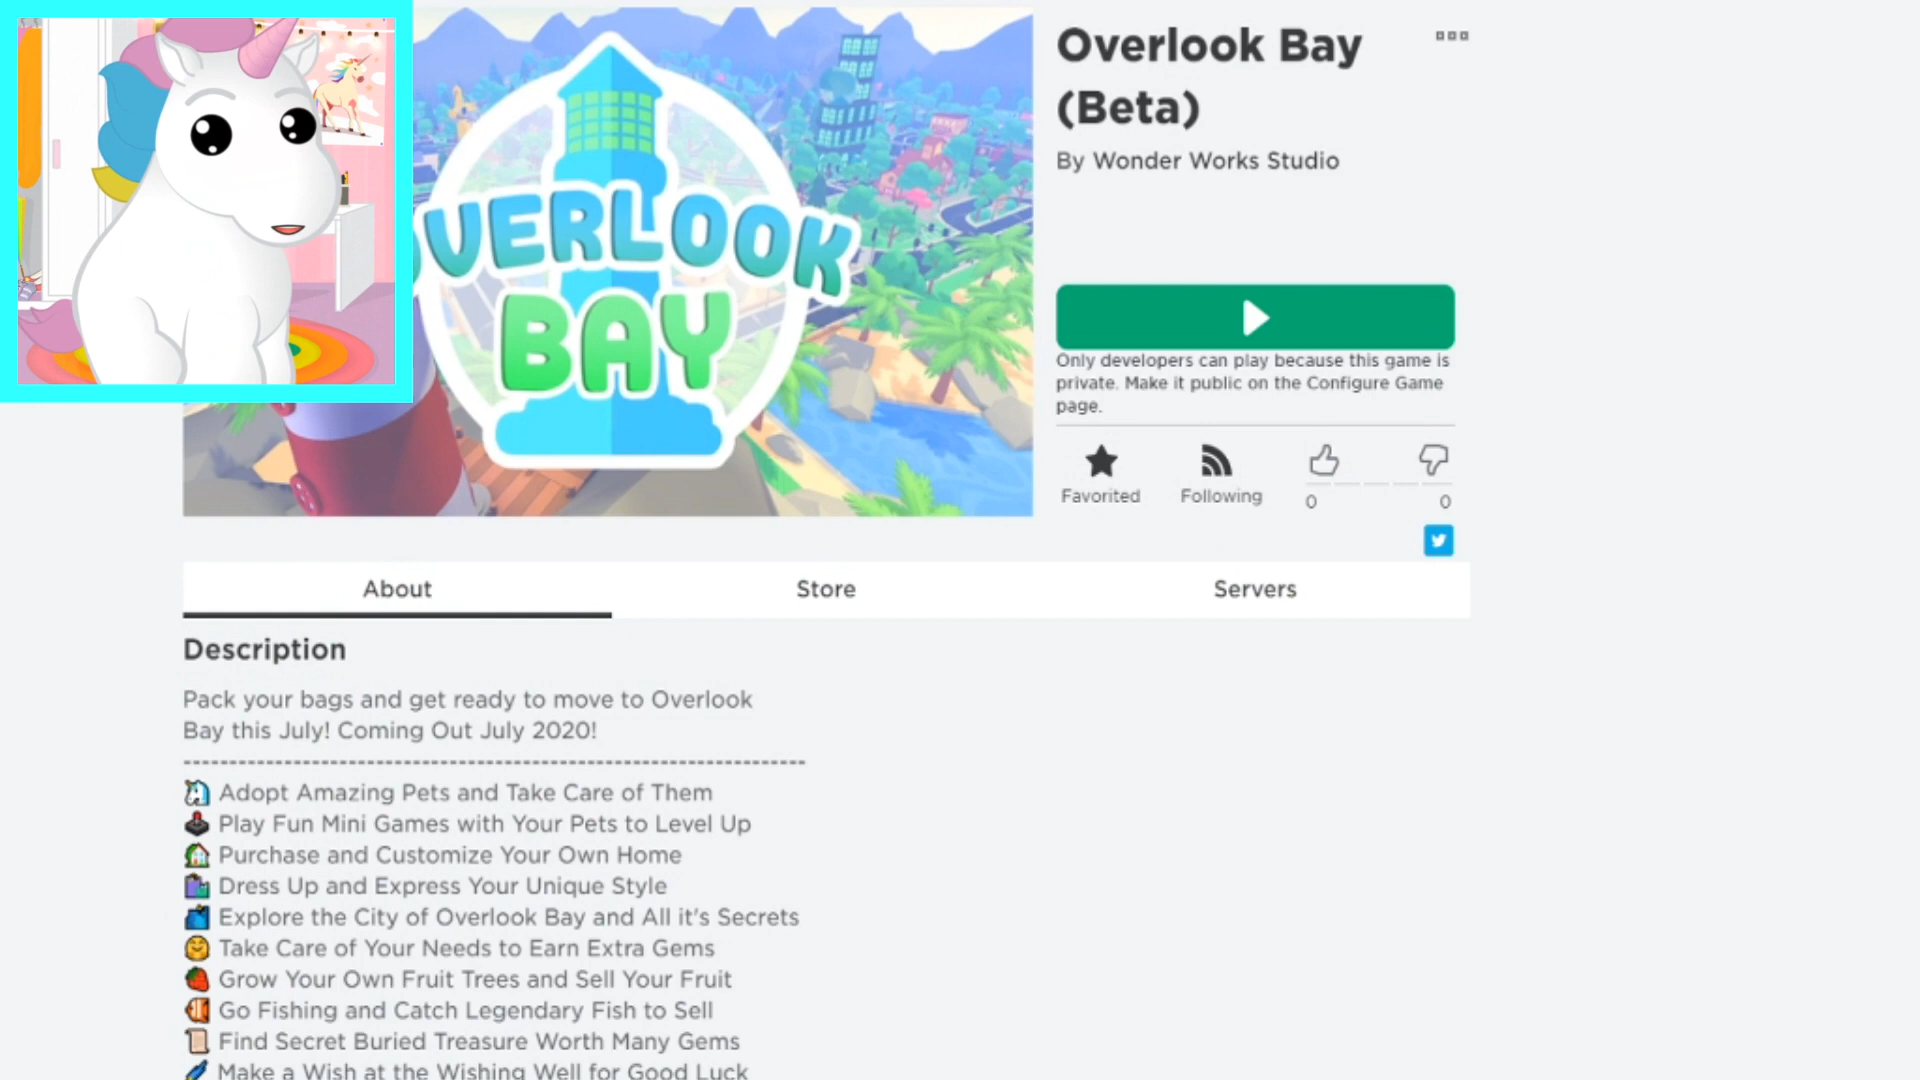 OVERLOOK
BAY
Overlook Bay
(Beta)
By Wonder Works Studio
Only developers can play because this game is
private. Make it public on the Configure Game
page.
Favorited
Following
0
0
About
Store
Servers
Description
Pack your bags and get ready to move to Overlook
Bay this July! Coming Out July 2020!
--------------------------------------------------------------------
Adopt Amazing Pets and Take Care of Them
Play Fun Mini Games with Your Pets to Level Up
Purchase and Customize Your Own Home
Dress Up and Express Your Unique Style
Explore the City of Overlook Bay and All it's Secrets
Take Care of Your Needs to Earn Extra Gems
Grow Your Own Fruit Trees and Sell Your Fruit
Go Fishing and Catch Legendary Fish to Sell
Find Secret Buried Treasure Worth Many Gems
Make a Wish at the Wishing Well for Good Luck